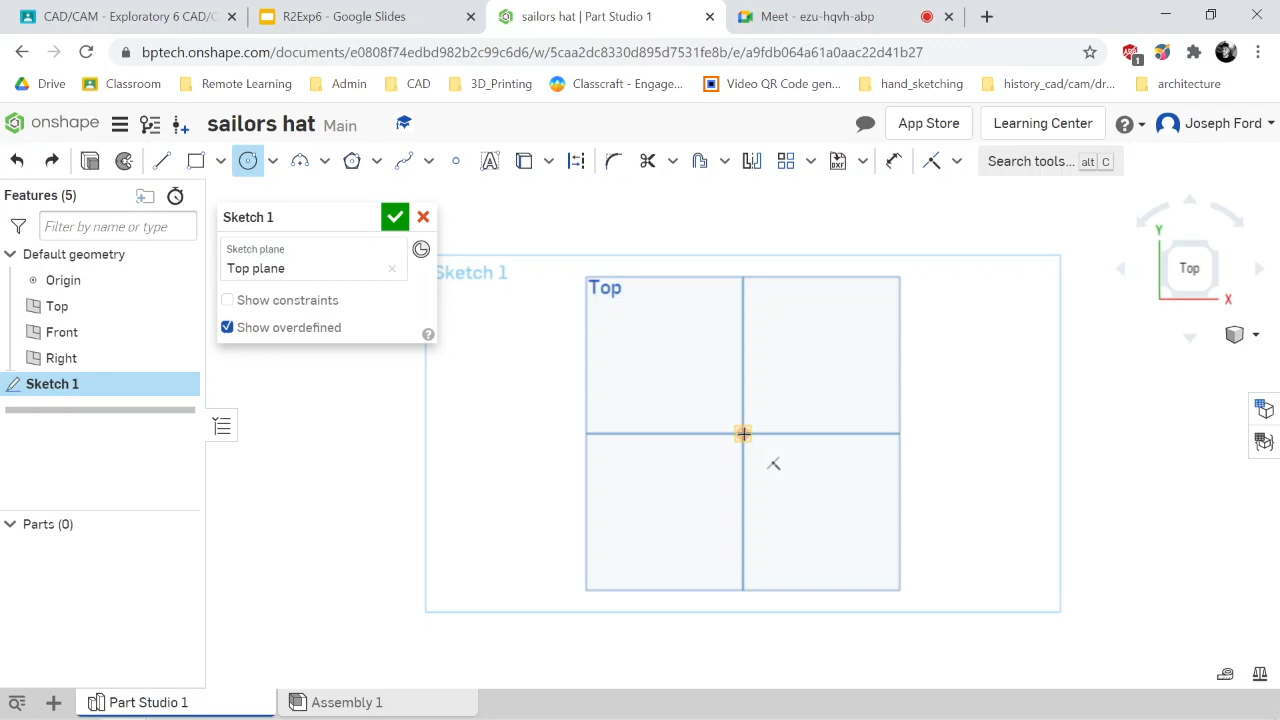 CAD/CAM - Exploratory 6 CAD/C
R2Exp6 - Google Slides
sailors hat | Part Studio 1
Meet - ezu-hqvh-abp
bptech.onshape.com/documents/e0808f74edbd982b2c99c6d6/w/5caa2dc8330d895d7531fe8b/e/a9fdb064a61a0aac22d41b27
1
Drive
Classroom
Remote Learning
Admin
CAD
3D_Printing
Classcraft - Engage...
Video QR Code gen...
hand_sketching
history_cad/cam/dr...
architecture
onshape
sailors hat Main
App Store
Learning Center
Joseph Ford
Search tools... alt C
Features (5)
Filter by name or type
Default geometry
Origin
Top
Front
Right
Sketch 1
Parts (0)
Sketch 1
Sketch plane
Top plane
Show constraints
Show overdefined
Sketch 1
Top
Y
Top
X
Part Studio 1
Assembly 1